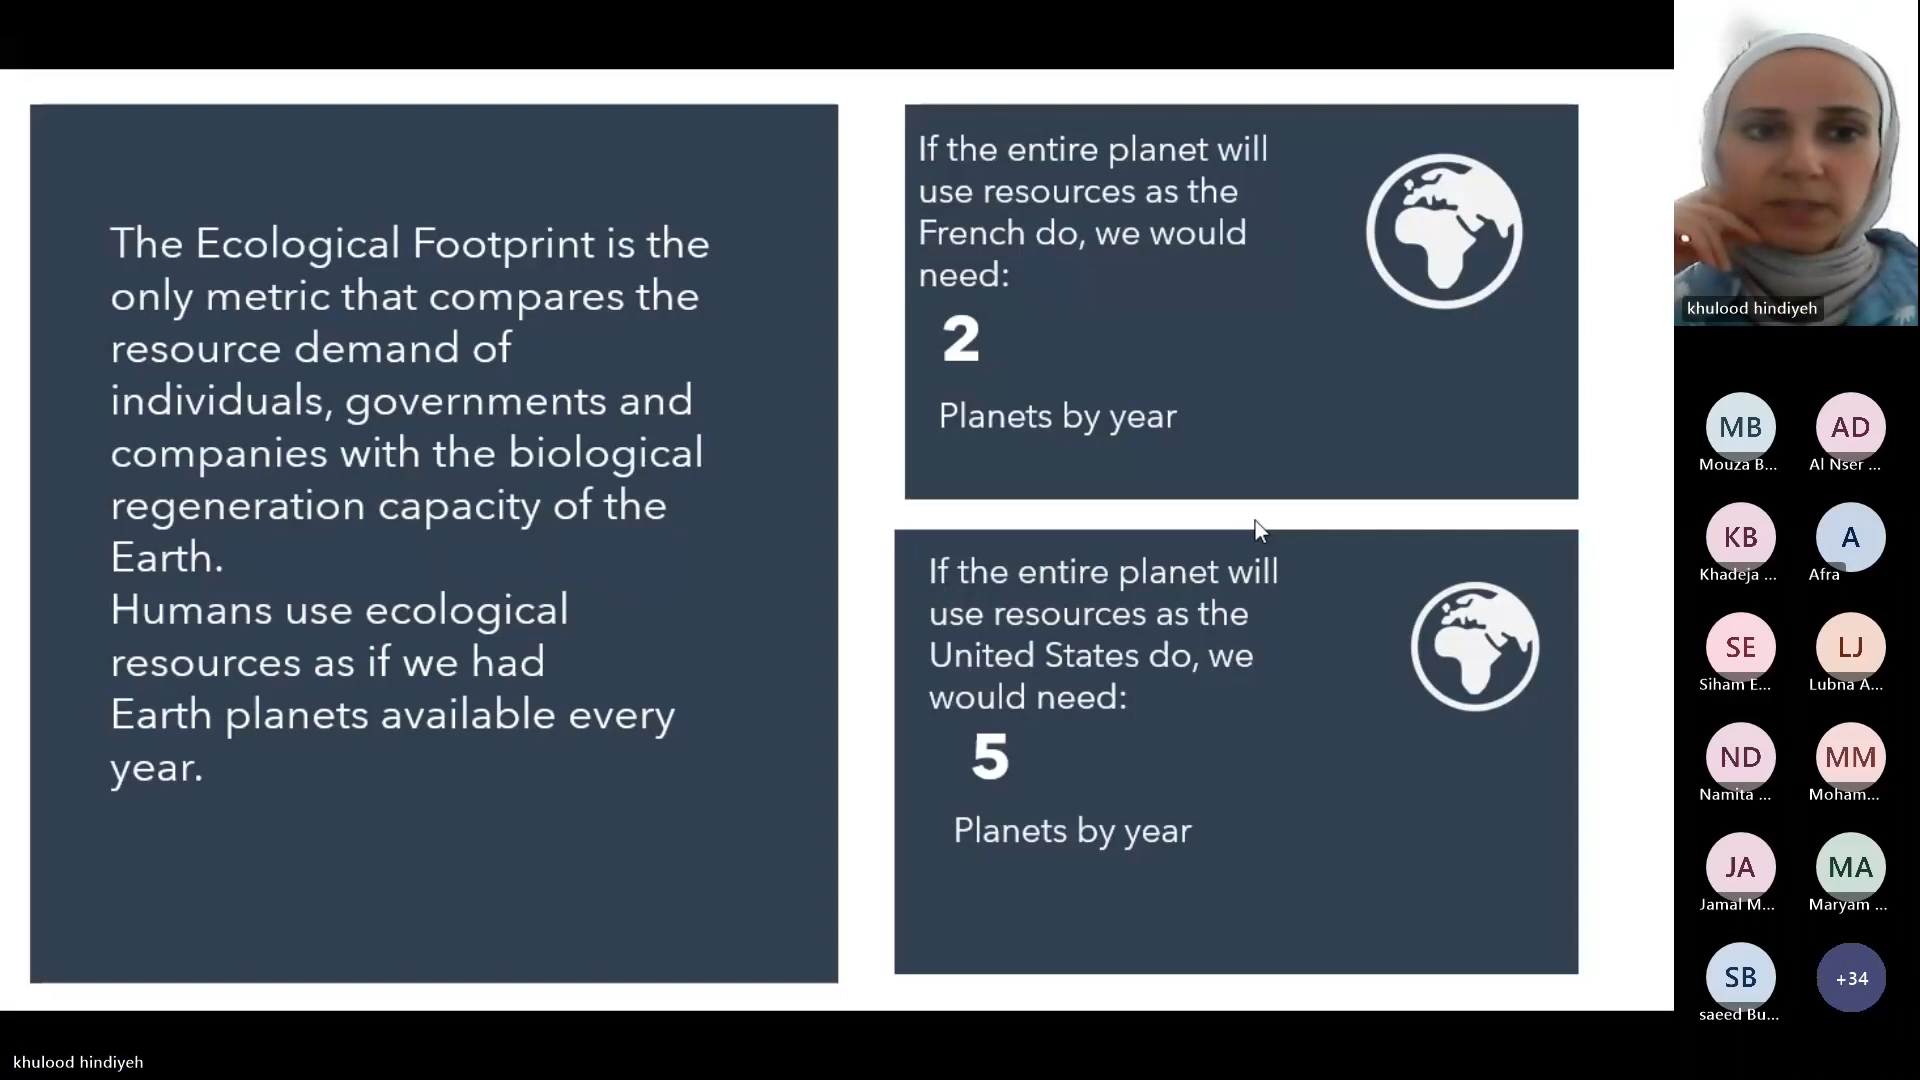 The Ecological Footprint is the
only metric that compares the
resource demand of
individuals, governments and
companies with the biological
regeneration capacity of the
Earth.
Humans use ecological
resources as if we had
Earth planets available every
year.
If the entire planet will
use resources as the
French do, we would
need:
2
Planets by year
If the entire planet will
use resources as the
United States do, we
would need:
5
Planets by year
khulood hindiyeh
MB
Mouza B...
AD
Al Nser ...
KB
Khadeja ...
A
Afra
SE
Siham E...
LJ
Lubna A...
ND
Namita ...
MM
Moham...
JA
Jamal M...
MA
Maryam ...
SB
saeed Bu...
+34
khulood hindiyeh